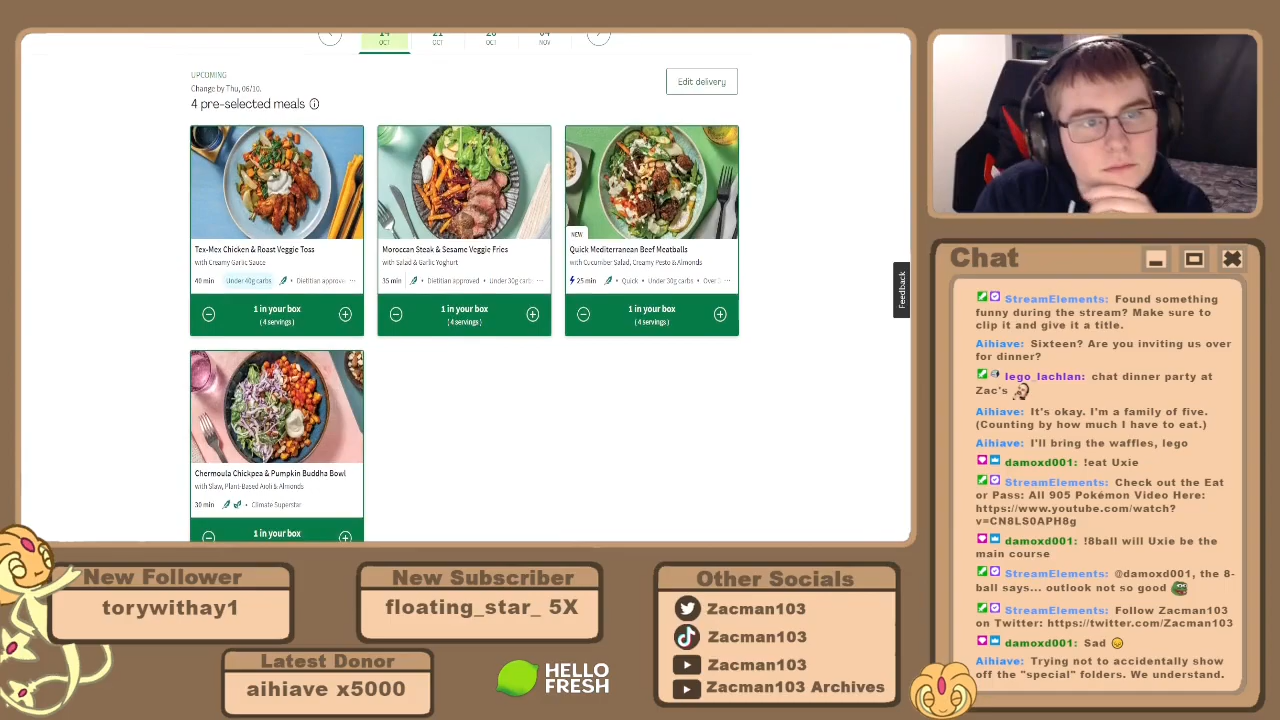 14
21
28
04
OCT
OCT
OCT
NOV
UPCOMING
Change by Thu, 06/10.
4 pre-selected meals
Edit delivery
Tex-Mex Chicken & Roast Veggie Toss
with Creamy Garlic Sauce
40 min Under 40g carbs • Dietitian approve ...
1 in your box
( 4 servings )
Moroccan Steak & Sesame Veggie Fries
with Salad & Garlic Yoghurt
35 min • Dietitian approved • Under 30g carb ...
1 in your box
( 4 servings )
NEW
Quick Mediterranean Beef Meatballs
with Cucumber Salad, Creamy Pesto & Almonds
25 min • Quick • Under 30g carbs • Over ...
1 in your box
( 4 servings )
Chermoula Chickpea & Pumpkin Buddha Bowl
with Slaw, Plant-Based Aioli & Almonds
30 min • Climate Superstar
1 in your box
Feedback
Chat
StreamElements: Found something
funny during the stream? Make sure to
clip it and give it a title.
Aihiave: Sixteen? Are you inviting us over
for dinner?
lego_lachlan: chat dinner party at
Zac's
Aihiave: It's okay. I'm a family of five.
(Counting by how much I have to eat.)
Aihiave: I'll bring the waffles, lego
damoxd001: !eat Uxie
StreamElements: Check out the Eat
or Pass: All 905 Pokémon Video Here:
https://www.youtube.com/watch?
v=CN8LS0APH8g
damoxd001: !8ball will Uxie be the
main course
StreamElements: @damoxd001, the 8-
ball says... outlook not so good
StreamElements: Follow Zacman103
on Twitter: https://twitter.com/Zacman103
damoxd001: Sad
Aihiave: Trying not to accidentally show
off the "special" folders. We understand.
New Follower
torywithay1
New Subscriber
floating_star_ 5X
Latest Donor
aihiave x5000
HELLO
FRESH
Other Socials
Zacman103
Zacman103
Zacman103
Zacman103 Archives